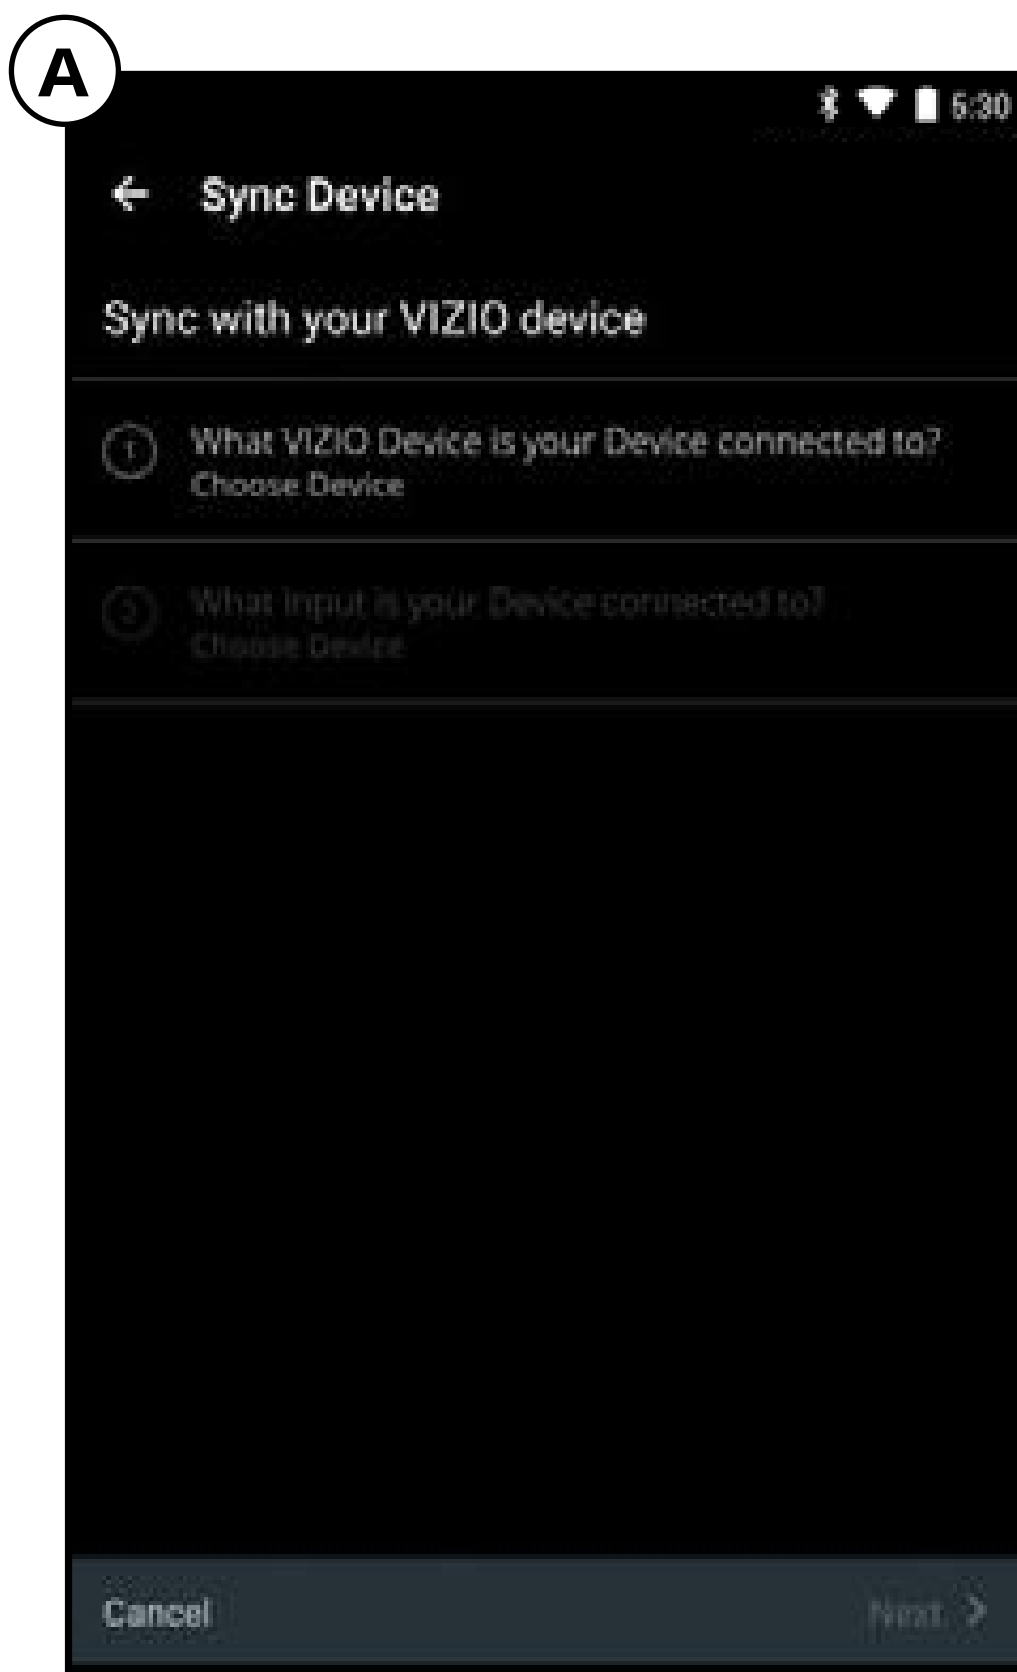 A
5:30
Sync Device
Sync with your VIZIO device
1 What VIZIO Device is your Device connected to?
Choose Device
2 What Input is your Device connected to?
Choose Device
Cancel
Next